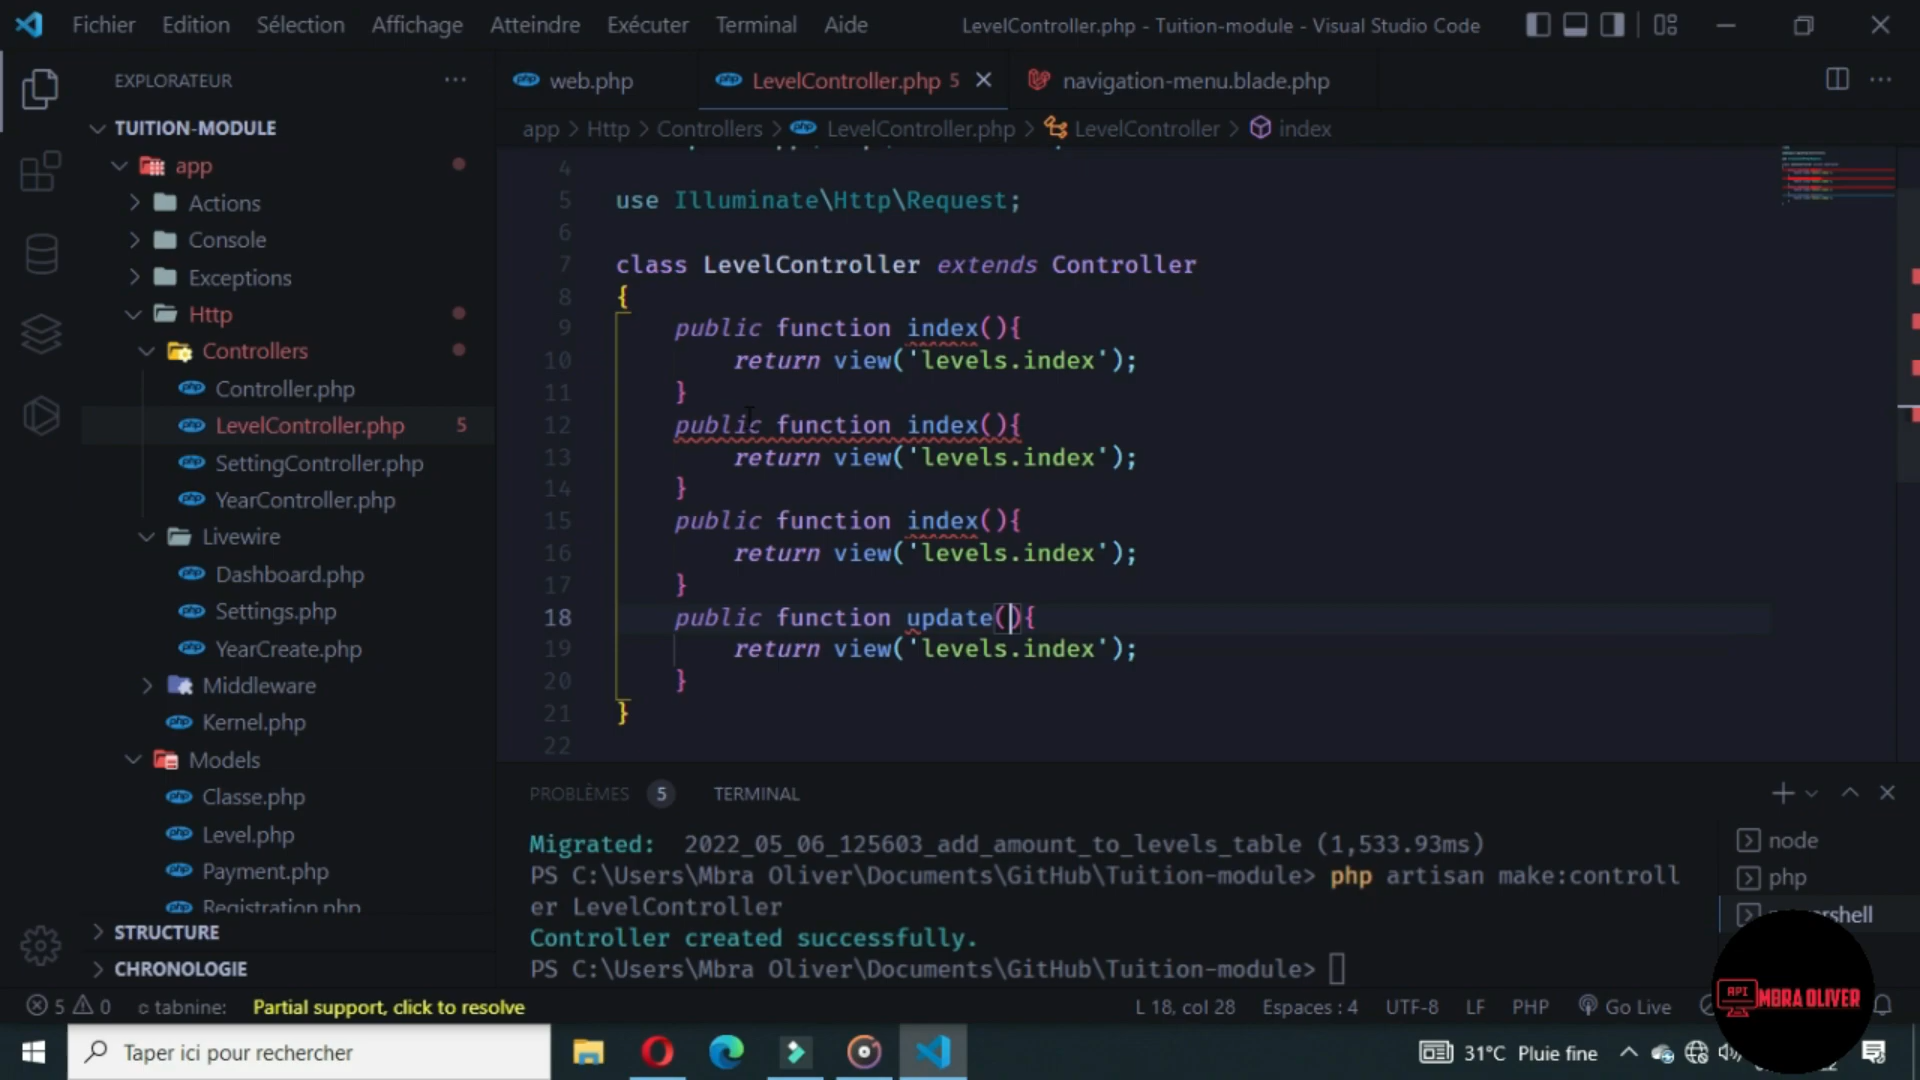 Fichier Edition Sélection Affichage Atteindre Exécuter Terminal Aide LevelController.php - Tuition-module - Visual Studio Code
EXPLORATEUR
TUITION-MODULE
app
Actions
Console
Exceptions
Http
Controllers
Controller.php
LevelController.php 5
SettingController.php
YearController.php
Livewire
Dashboard.php
Settings.php
YearCreate.php
Middleware
Kernel.php
Models
Classe.php
Level.php
Payment.php
Registration.php
STRUCTURE
CHRONOLOGIE
web.php LevelController.php 5 navigation-menu.blade.php
app > Http > Controllers > LevelController.php > LevelController > index
4
5 use Illuminate\Http\Request;
6
7 class LevelController extends Controller
8 {
9 public function index(){
10 return view('levels.index');
11 }
12 public function index(){
13 return view('levels.index');
14 }
15 public function index(){
16 return view('levels.index');
17 }
18 public function update(){
19 return view('levels.index');
20 }
21 }
22
PROBLÈMES 5 TERMINAL
Migrated: 2022_05_06_125603_add_amount_to_levels_table (1,533.93ms)
PS C:\Users\Mbra Oliver\Documents\GitHub\Tuition-module> php artisan make:controll
er LevelController
Controller created successfully.
PS C:\Users\Mbra Oliver\Documents\GitHub\Tuition-module>
node
php
5 0 tabnine: Partial support, click to resolve L 18, col 28 Espaces : 4 UTF-8 LF PHP Go Live
API MBRA OLIVER
Taper ici pour rechercher 31°C Pluie fine